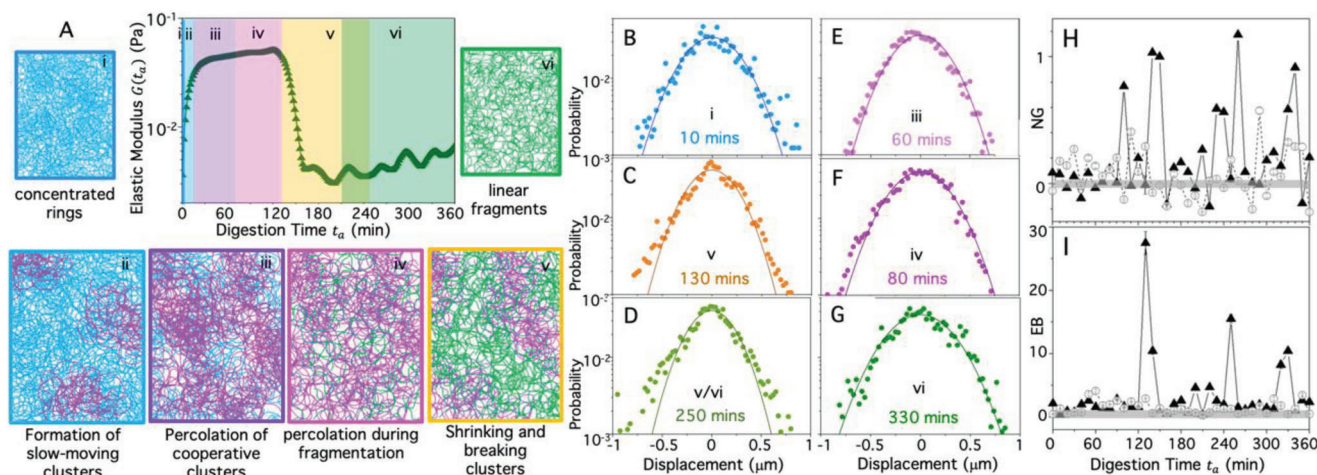 A
i
concentrated
rings
Elastic Modulus G(tₐ) (Pa)
10⁻¹
10⁻²
i
ii
iii
iv
v
vi
0
60
120
180
240
300
360
Digestion Time tₐ (min)
vi
linear
fragments
ii
Formation of
slow-moving
clusters
iii
Percolation of
cooperative
clusters
iv
percolation during
fragmentation
v
Shrinking and
breaking
clusters
B
Probability
10⁻²
i
10 mins
C
Probability
10⁻³
10⁻²
v
130 mins
D
Probability
10⁻²
10⁻³
v/vi
250 mins
-1
-0.5
0
0.5
1
Displacement (μm)
E
iii
60 mins
F
iv
80 mins
G
vi
330 mins
-0.5
0
0.5
1
Displacement (μm)
H
NG
1
0
I
EB
30
20
10
0
0
60
120
180
240
300
360
Digestion Time tₐ (min)